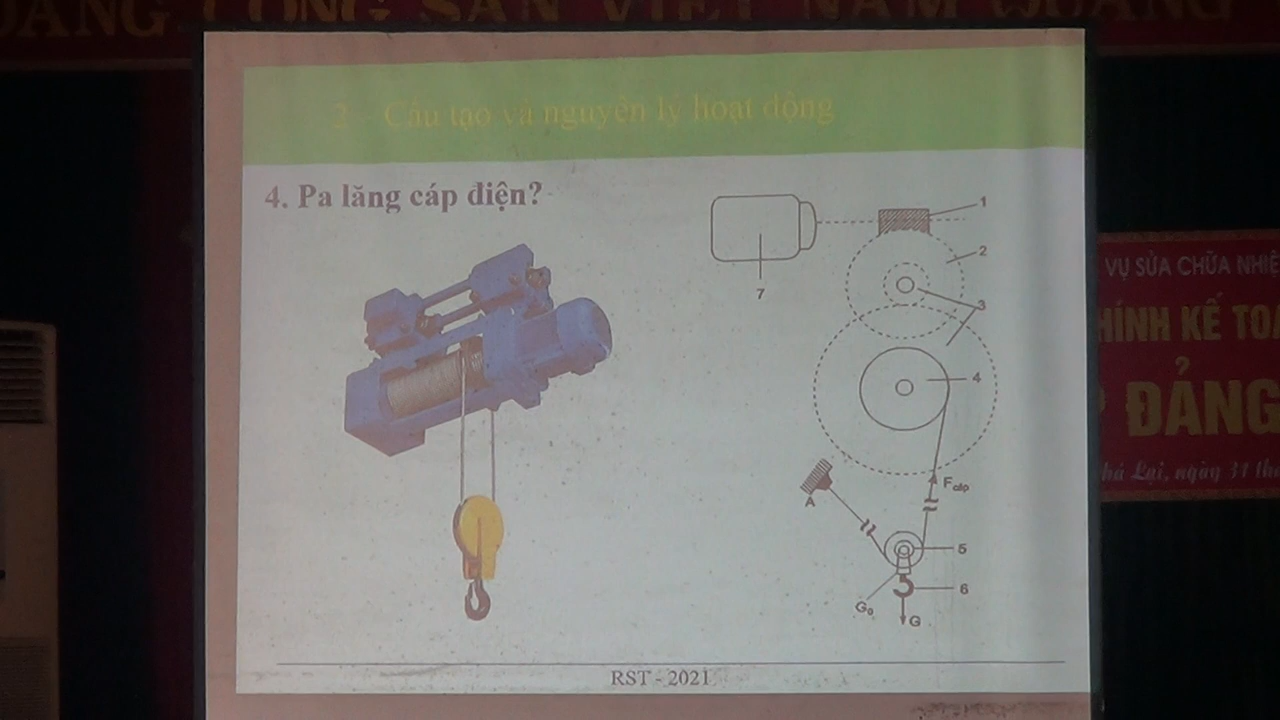 ĐẢNG CỘNG SẢN VIỆT NAM QUANG
2 - Cấu tạo và nguyên lý hoạt động
4. Pa lăng cáp điện?
1
2
7
3
4
A
Fcáp
5
6
G₀
G
RST - 2021
VỤ SỬA CHỮA NHIỆ
HÍNH KẾ TO
ĐẢNG
Lại, ngày 31 th